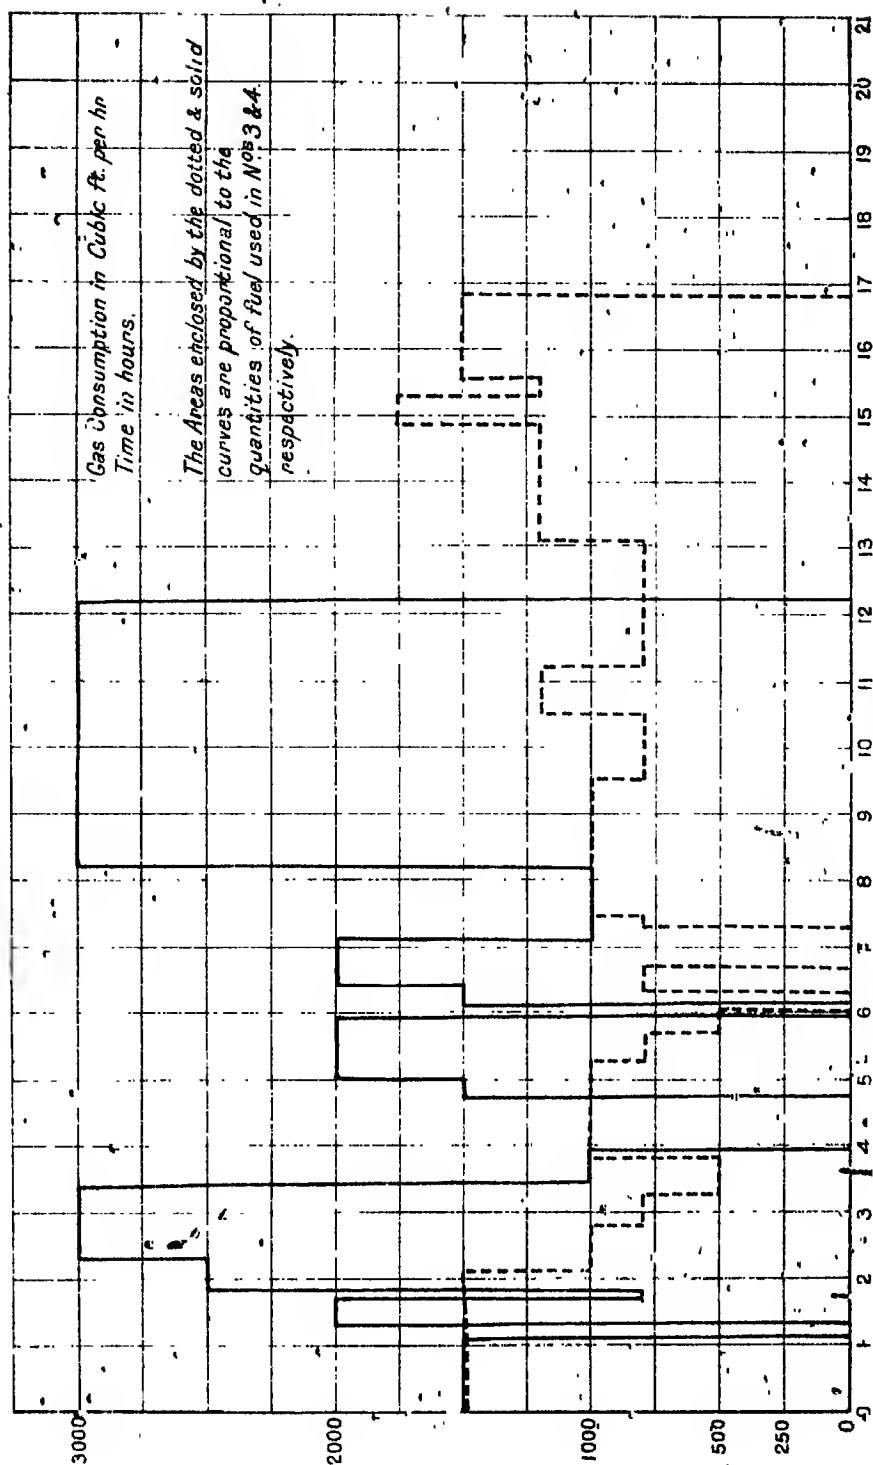 Gas Consumption in Cubic ft. per hr
Time in hours.
The Areas enclosed by the dotted & solid
curves are proportional to the
quantities of fuel used in Nos 3 & 4.
respectively.
3000
2000
1000
500
250
0
0 1 2 3 4 5 6 7 8 9 10 11 12 13 14 15 16 17 18 19 20 21